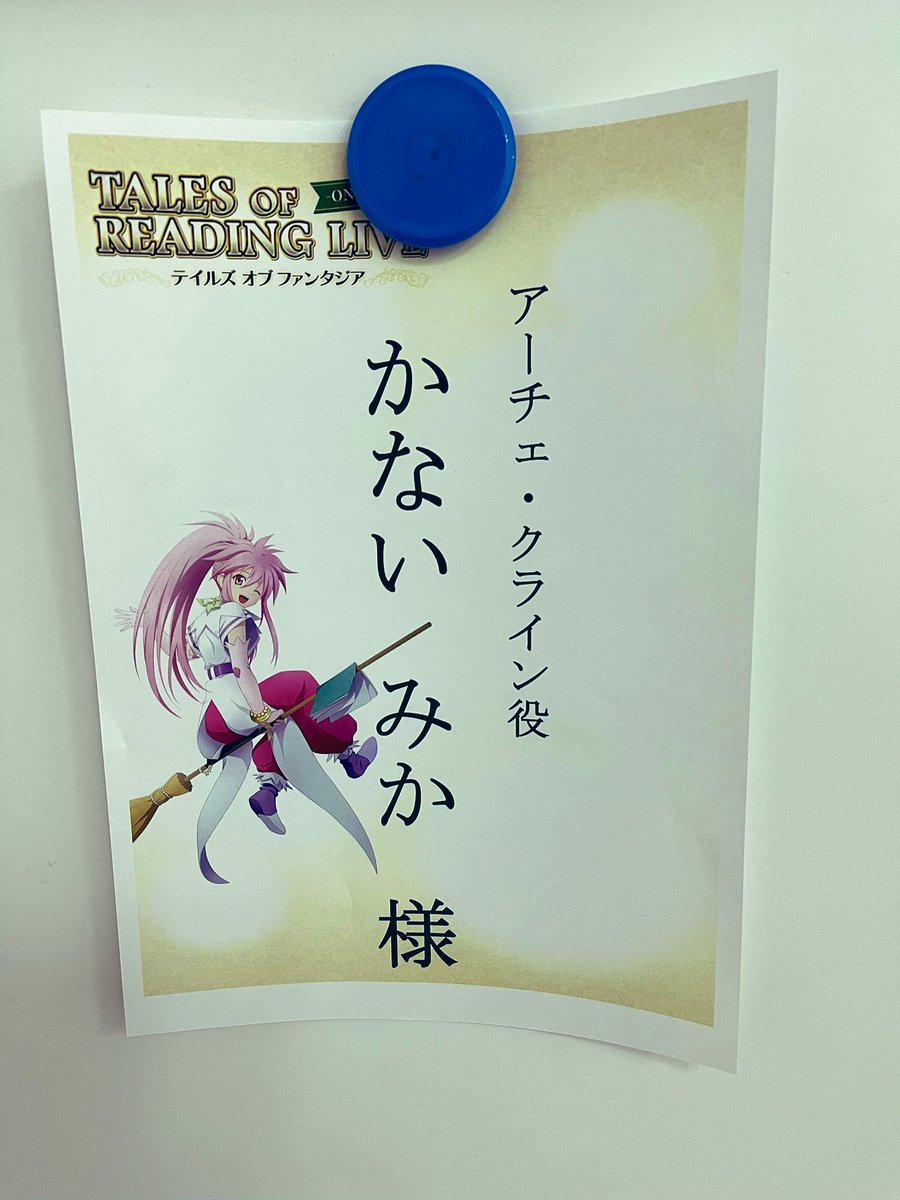 TALES OF
-ON
READING LIVE
テイルズ オブ ファンタジア
アーチェ・クライン役
かない みか 様